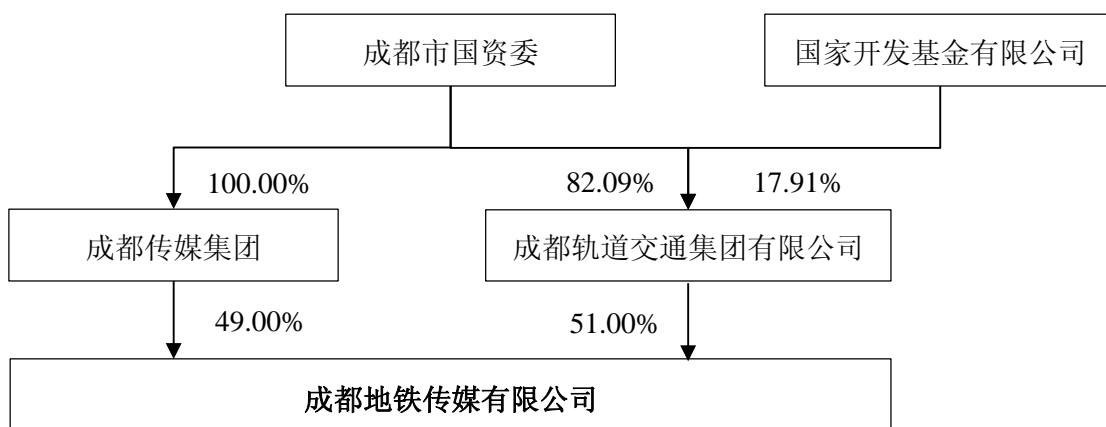 成都市国资委
国家开发基金有限公司
100.00%
82.09%
17.91%
成都传媒集团
成都轨道交通集团有限公司
49.00%
51.00%
成都地铁传媒有限公司